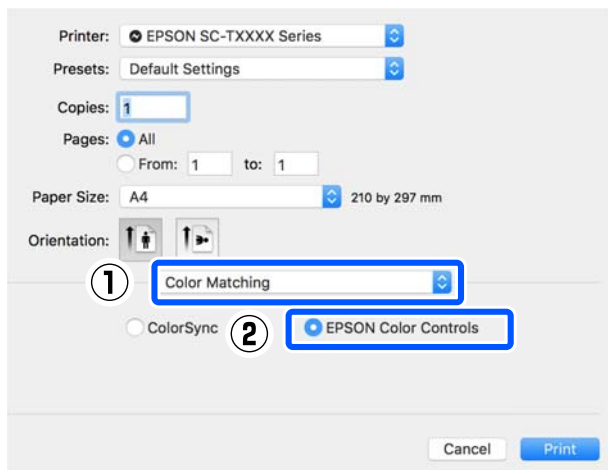 Printer: EPSON SC-TXXXX Series
Presets: Default Settings
Copies: 1
Pages: All
From: 1 to: 1
Paper Size: A4 210 by 297 mm
Orientation:
① Color Matching
ColorSync ② EPSON Color Controls
Cancel Print